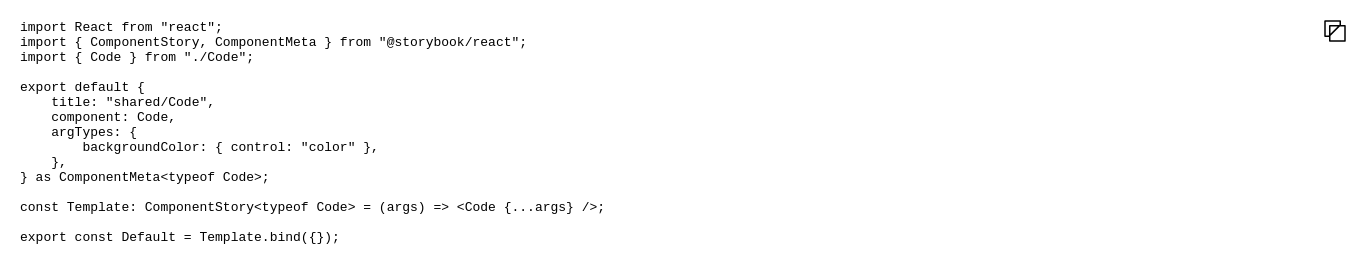 import React from "react";
import { ComponentStory, ComponentMeta } from "@storybook/react";
import { Code } from "./Code";

export default {
    title: "shared/Code",
    component: Code,
    argTypes: {
        backgroundColor: { control: "color" },
    },
} as ComponentMeta<typeof Code>;

const Template: ComponentStory<typeof Code> = (args) => <Code {...args} />;

export const Default = Template.bind({});